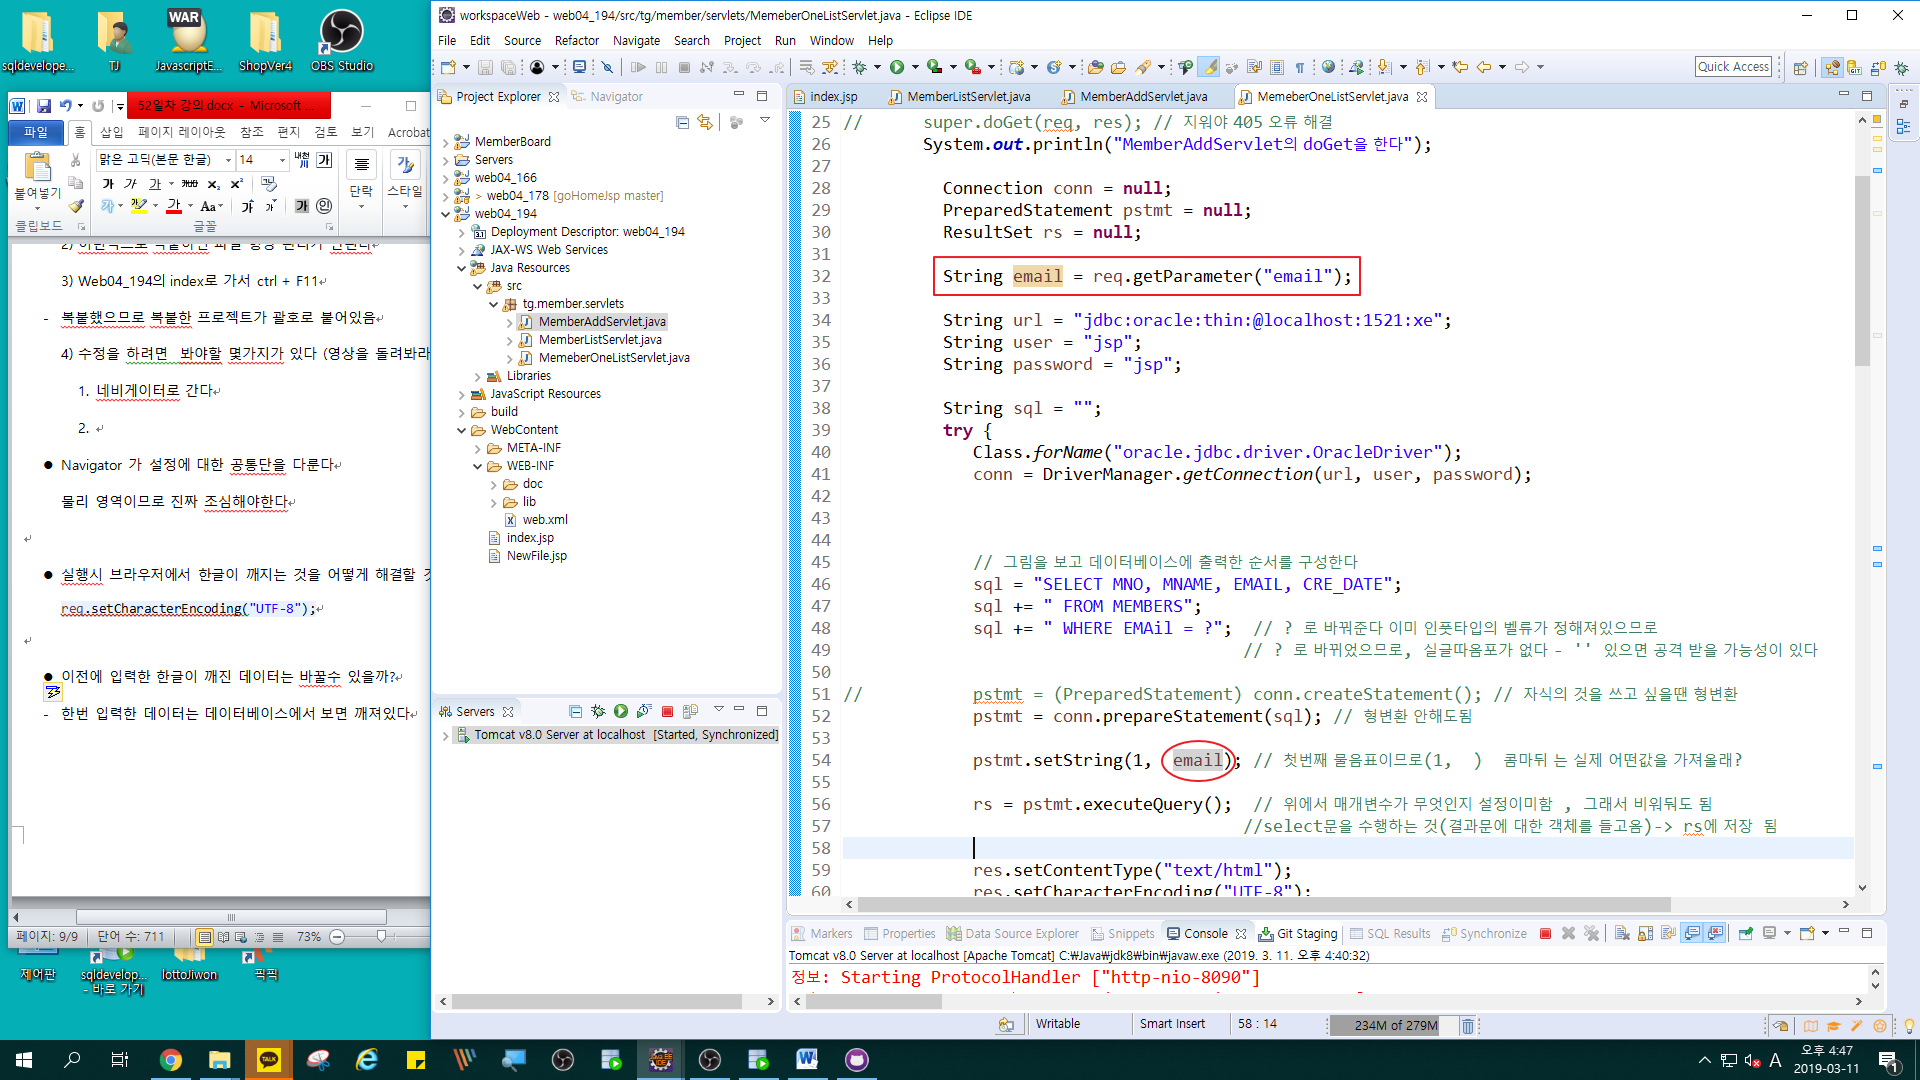 sqldevelope...
TJ
WAR
JavascriptE...
ShopVer4
OBS Studio
52일차 강의.docx - Microsoft ...
파일
홈
삽입
페이지 레이아웃
참조
편지
검토
보기
Acrobat
맑은 고딕(본문 한글)
14
붙여넣기
클립보드
글꼴
단락
스타일
3) Web04_194의 index로 가서 ctrl + F11
- 복붙했으므로 복붙한 프로젝트가 괄호로 붙어있음
4) 수정을 하려면 봐야할 몇가지가 있다 (영상을 돌려봐라
1. 네비게이터로 간다
2.
● Navigator 가 설정에 대한 공통단을 다룬다
물리 영역이므로 진짜 조심해야한다
● 실행시 브라우저에서 한글이 깨지는 것을 어떻게 해결할
req.setCharacterEncoding("UTF-8");
● 이전에 입력한 한글이 깨진 데이터는 바꿀수 있을까?
- 한번 입력한 데이터는 데이터베이스에서 보면 깨져있다
페이지: 9/9
단어 수: 711
73%
제어판
sqldevelop... - 바로 가기
lottoJiwon
픽픽
workspaceWeb - web04_194/src/tg/member/servlets/MemeberOneListServlet.java - Eclipse IDE
File Edit Source Refactor Navigate Search Project Run Window Help
Quick Access
Project Explorer
Navigator
MemberBoard
Servers
web04_166
> web04_178 [goHomeJsp master]
web04_194
Deployment Descriptor: web04_194
JAX-WS Web Services
Java Resources
src
tg.member.servlets
MemberAddServlet.java
MemberListServlet.java
MemeberOneListServlet.java
Libraries
JavaScript Resources
build
WebContent
META-INF
WEB-INF
doc
lib
web.xml
index.jsp
NewFile.jsp
Servers
Tomcat v8.0 Server at localhost [Started, Synchronized]
index.jsp
MemberListServlet.java
MemberAddServlet.java
MemeberOneListServlet.java
25 // super.doGet(req, res); // 지워야 405 오류 해결
26 System.out.println("MemberAddServlet의 doGet을 한다");
27
28 Connection conn = null;
29 PreparedStatement pstmt = null;
30 ResultSet rs = null;
31
32 String email = req.getParameter("email");
33
34 String url = "jdbc:oracle:thin:@localhost:1521:xe";
35 String user = "jsp";
36 String password = "jsp";
37
38 String sql = "";
39 try {
40 Class.forName("oracle.jdbc.driver.OracleDriver");
41 conn = DriverManager.getConnection(url, user, password);
42
43
44
45 // 그림을 보고 데이터베이스에 출력한 순서를 구성한다
46 sql = "SELECT MNO, MNAME, EMAIL, CRE_DATE";
47 sql += " FROM MEMBERS";
48 sql += " WHERE EMAil = ?"; // ? 로 바꿔준다 이미 인풋타입의 벨류가 정해져있으므로
49 // ? 로 바뀌었으므로, 실글따옴포가 없다 - '' 있으면 공격 받을 가능성이 있다
50
51 // pstmt = (PreparedStatement) conn.createStatement(); // 자식의 것을 쓰고 싶을땐 형변환
52 pstmt = conn.prepareStatement(sql); // 형변환 안해도됨
53
54 pstmt.setString(1, email); // 첫번째 물음표이므로(1, ) 콤마뒤 는 실제 어떤값을 가져올래?
55
56 rs = pstmt.executeQuery(); // 위에서 매개변수가 무엇인지 설정이미함 , 그래서 비워둬도 됨
57 //select문을 수행하는 것(결과문에 대한 객체를 들고옴)-> rs에 저장 됨
58
59 res.setContentType("text/html");
60 res.setCharacterEncoding("UTF-8");
Markers Properties Data Source Explorer Snippets Console Git Staging SQL Results Synchronize
Tomcat v8.0 Server at localhost [Apache Tomcat] C:₩Java₩jdk8₩bin₩javaw.exe (2019. 3. 11. 오후 4:40:32)
정보: Starting ProtocolHandler ["http-nio-8090"]
Writable
Smart Insert
58 : 14
234M of 279M
TALK
A
오후 4:47
2019-03-11
1